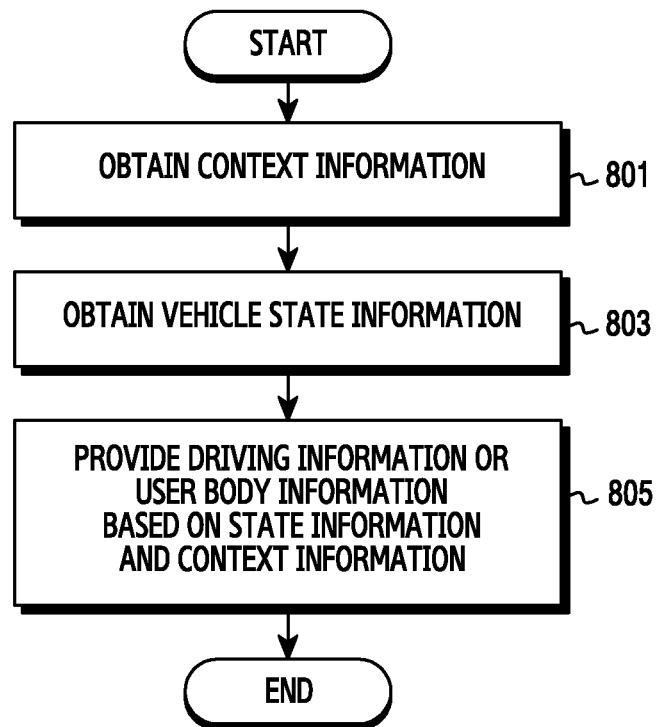 START
OBTAIN CONTEXT INFORMATION
801
OBTAIN VEHICLE STATE INFORMATION
803
PROVIDE DRIVING INFORMATION OR
USER BODY INFORMATION
BASED ON STATE INFORMATION
AND CONTEXT INFORMATION
805
END